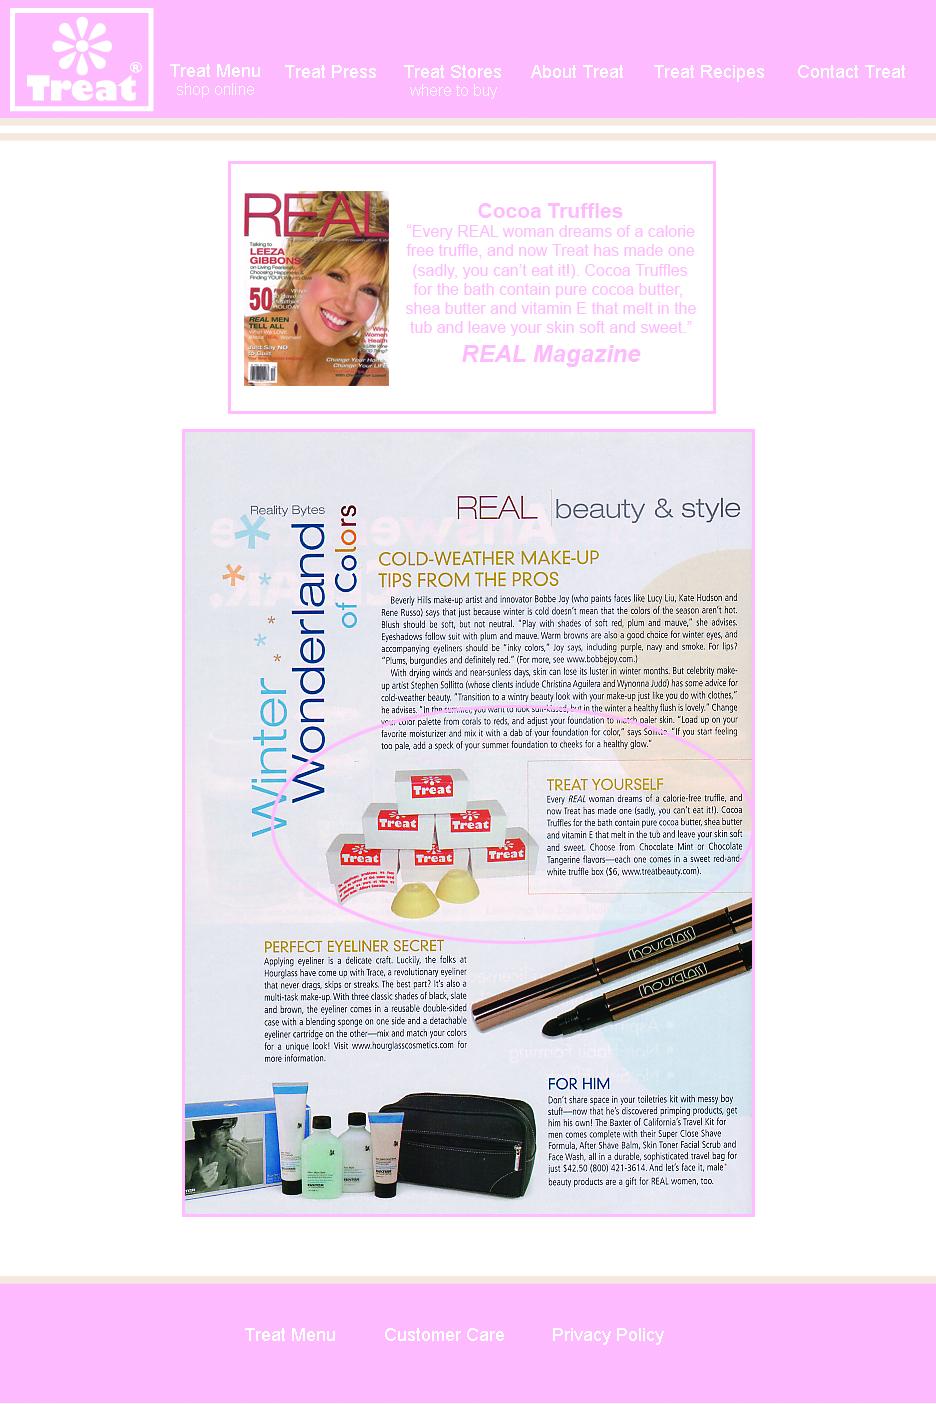 Treat®
Treat Menu
shop online
Treat Press
Treat Stores
where to buy
About Treat
Treat Recipes
Contact Treat
REAL
Talking to
LEEZA
GIBBONS
on Living Fearlessly,
Choosing Happiness &
50
REAL MEN
TELL ALL
Just Say NO
to Guilt
Wine,
Women
& Health
Change Your Home,
Change Your LIFE
Cocoa Truffles
“Every REAL woman dreams of a calorie
free truffle, and now Treat has made one
(sadly, you can’t eat it!). Cocoa Truffles
for the bath contain pure cocoa butter,
shea butter and vitamin E that melt in the
tub and leave your skin soft and sweet.”
REAL Magazine
Reality Bytes
Winter
Wonderland
of Colors
REAL beauty & style
COLD-WEATHER MAKE-UP
TIPS FROM THE PROS
Beverly Hills make-up artist and innovator Bobbe Joy (who paints faces like Lucy Liu, Kate Hudson and
Rene Russo) says that just because winter is cold doesn’t mean that the colors of the season aren’t hot.
Blush should be soft, but not neutral. “Play with shades of soft red, plum and mauve,” she advises.
Eyeshadows follow suit with plum and mauve. Warm browns are also a good choice for winter eyes, and
accompanying eyeliners should be “inky colors,” Joy says, including purple, navy and smoke. For lips?
“Plums, burgundies and definitely red.” (For more, see www.bobbejoy.com.)
With drying winds and near-sunless days, skin can lose its luster in winter months. But celebrity make-
up artist Stephen Sollitto (whose clients include Christina Aguilera and Wynonna Judd) has some advice for
cold-weather beauty. “Transition to a wintry beauty look with your make-up just like you do with clothes,”
he advises. “In the summer, you want to look sun-kissed, but in the winter a healthy flush is lovely.” Change
your color palette from corals to reds, and adjust your foundation to match paler skin. “Load up on your
favorite moisturizer and mix it with a dab of your foundation for color,” says Sollitto. “If you start feeling
too pale, add a speck of your summer foundation to cheeks for a healthy glow.”
Treat
Treat
Treat
Treat
Treat
Treat
TREAT YOURSELF
Every REAL woman dreams of a calorie-free truffle, and
now Treat has made one (sadly, you can’t eat it!). Cocoa
Truffles for the bath contain pure cocoa butter, shea butter
and vitamin E that melt in the tub and leave your skin soft
and sweet. Choose from Chocolate Mint or Chocolate
Tangerine flavors—each one comes in a sweet red-and-
white truffle box ($6, www.treatbeauty.com).
PERFECT EYELINER SECRET
Applying eyeliner is a delicate craft. Luckily, the folks at
Hourglass have come up with Trace, a revolutionary eyeliner
that never drags, skips or streaks. The best part? It’s also a
multi-task make-up. With three classic shades of black, slate
and brown, the eyeliner comes in a reusable double-sided
case with a blending sponge on one side and a detachable
eyeliner cartridge on the other—mix and match your colors
for a unique look! Visit www.hourglasscosmetics.com for
more information.
hourglass
hourglass
FOR HIM
Don’t share space in your toiletries kit with messy boy
stuff—now that he’s discovered primping products, get
him his own! The Baxter of California’s Travel Kit for
men comes complete with their Super Close Shave
Formula, After Shave Balm, Skin Toner Facial Scrub and
Face Wash, all in a durable, sophisticated travel bag for
just $42.50 (800) 421-3614. And let’s face it, male
beauty products are a gift for REAL women, too.
Treat Menu
Customer Care
Privacy Policy